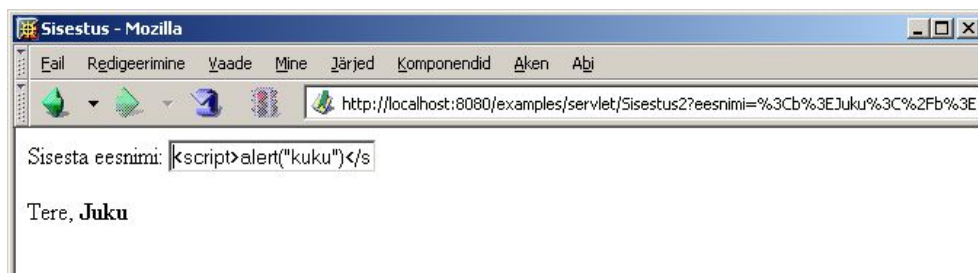 Sisestus - Mozilla
Fail Redigeerimine Vaade Mine Järjed Komponendid Aken Abi
http://localhost:8080/examples/servlet/Sisestus2?eesnimi=%3Cb%3EJuku%3C%2Fb%3E
Sisesta eesnimi: <script>alert("kuku")</s
Tere, Juku